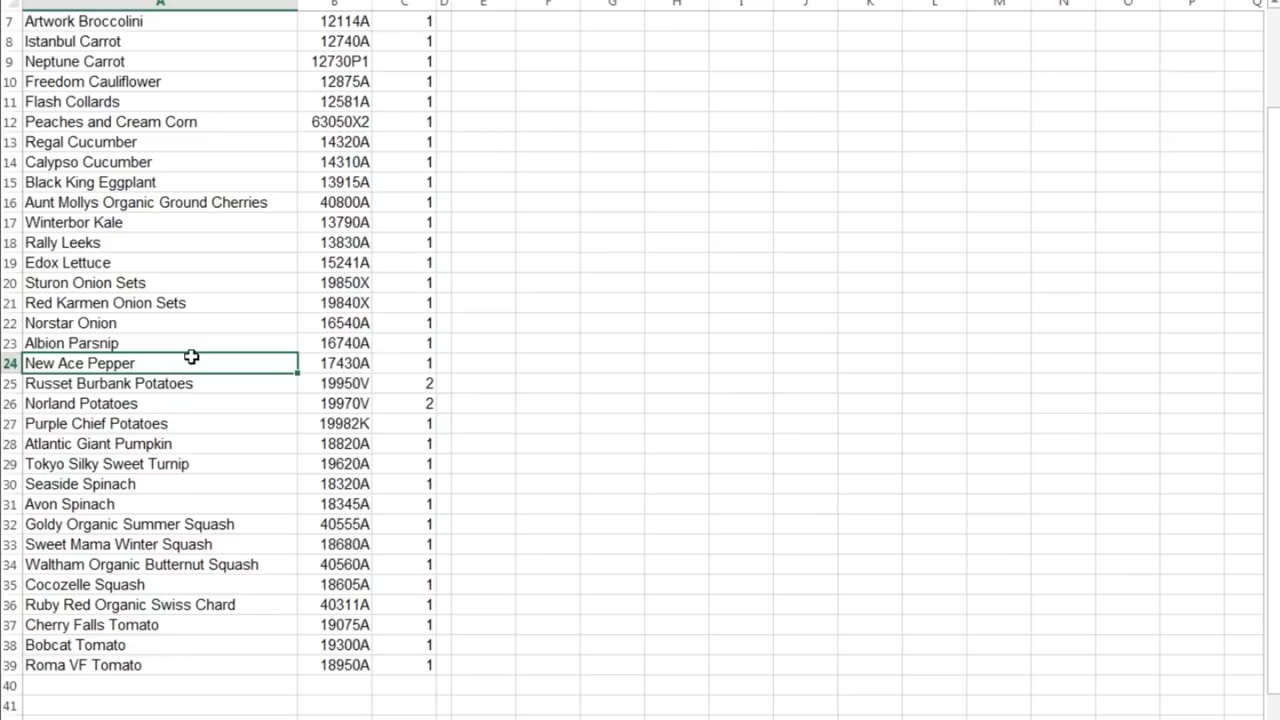 A B C D E F G H I J K L M N O P Q
7 Artwork Broccolini 12114A 1
8 Istanbul Carrot 12740A 1
9 Neptune Carrot 12730P1 1
10 Freedom Cauliflower 12875A 1
11 Flash Collards 12581A 1
12 Peaches and Cream Corn 63050X2 1
13 Regal Cucumber 14320A 1
14 Calypso Cucumber 14310A 1
15 Black King Eggplant 13915A 1
16 Aunt Mollys Organic Ground Cherries 40800A 1
17 Winterbor Kale 13790A 1
18 Rally Leeks 13830A 1
19 Edox Lettuce 15241A 1
20 Sturon Onion Sets 19850X 1
21 Red Karmen Onion Sets 19840X 1
22 Norstar Onion 16540A 1
23 Albion Parsnip 16740A 1
24 New Ace Pepper 17430A 1
25 Russet Burbank Potatoes 19950V 2
26 Norland Potatoes 19970V 2
27 Purple Chief Potatoes 19982K 1
28 Atlantic Giant Pumpkin 18820A 1
29 Tokyo Silky Sweet Turnip 19620A 1
30 Seaside Spinach 18320A 1
31 Avon Spinach 18345A 1
32 Goldy Organic Summer Squash 40555A 1
33 Sweet Mama Winter Squash 18680A 1
34 Waltham Organic Butternut Squash 40560A 1
35 Cocozelle Squash 18605A 1
36 Ruby Red Organic Swiss Chard 40311A 1
37 Cherry Falls Tomato 19075A 1
38 Bobcat Tomato 19300A 1
39 Roma VF Tomato 18950A 1
40
41